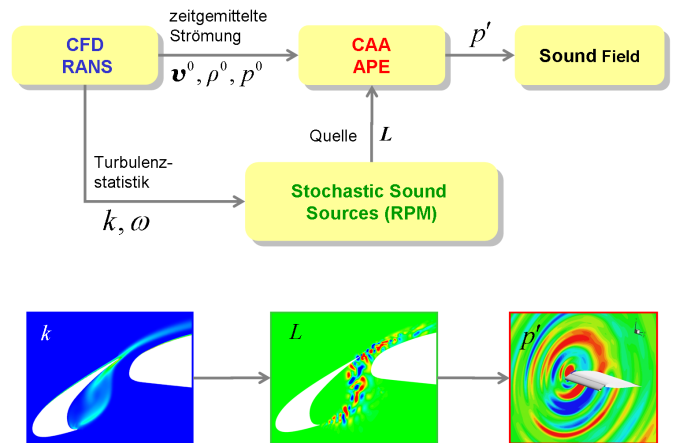 zeitgemittelte
Strömung
CFD
RANS
v⁰, ρ⁰, p⁰
CAA
APE
p′
Sound Field
Turbulenz-
statistik
k, ω
Quelle L
Stochastic Sound
Sources (RPM)
k
L
p′